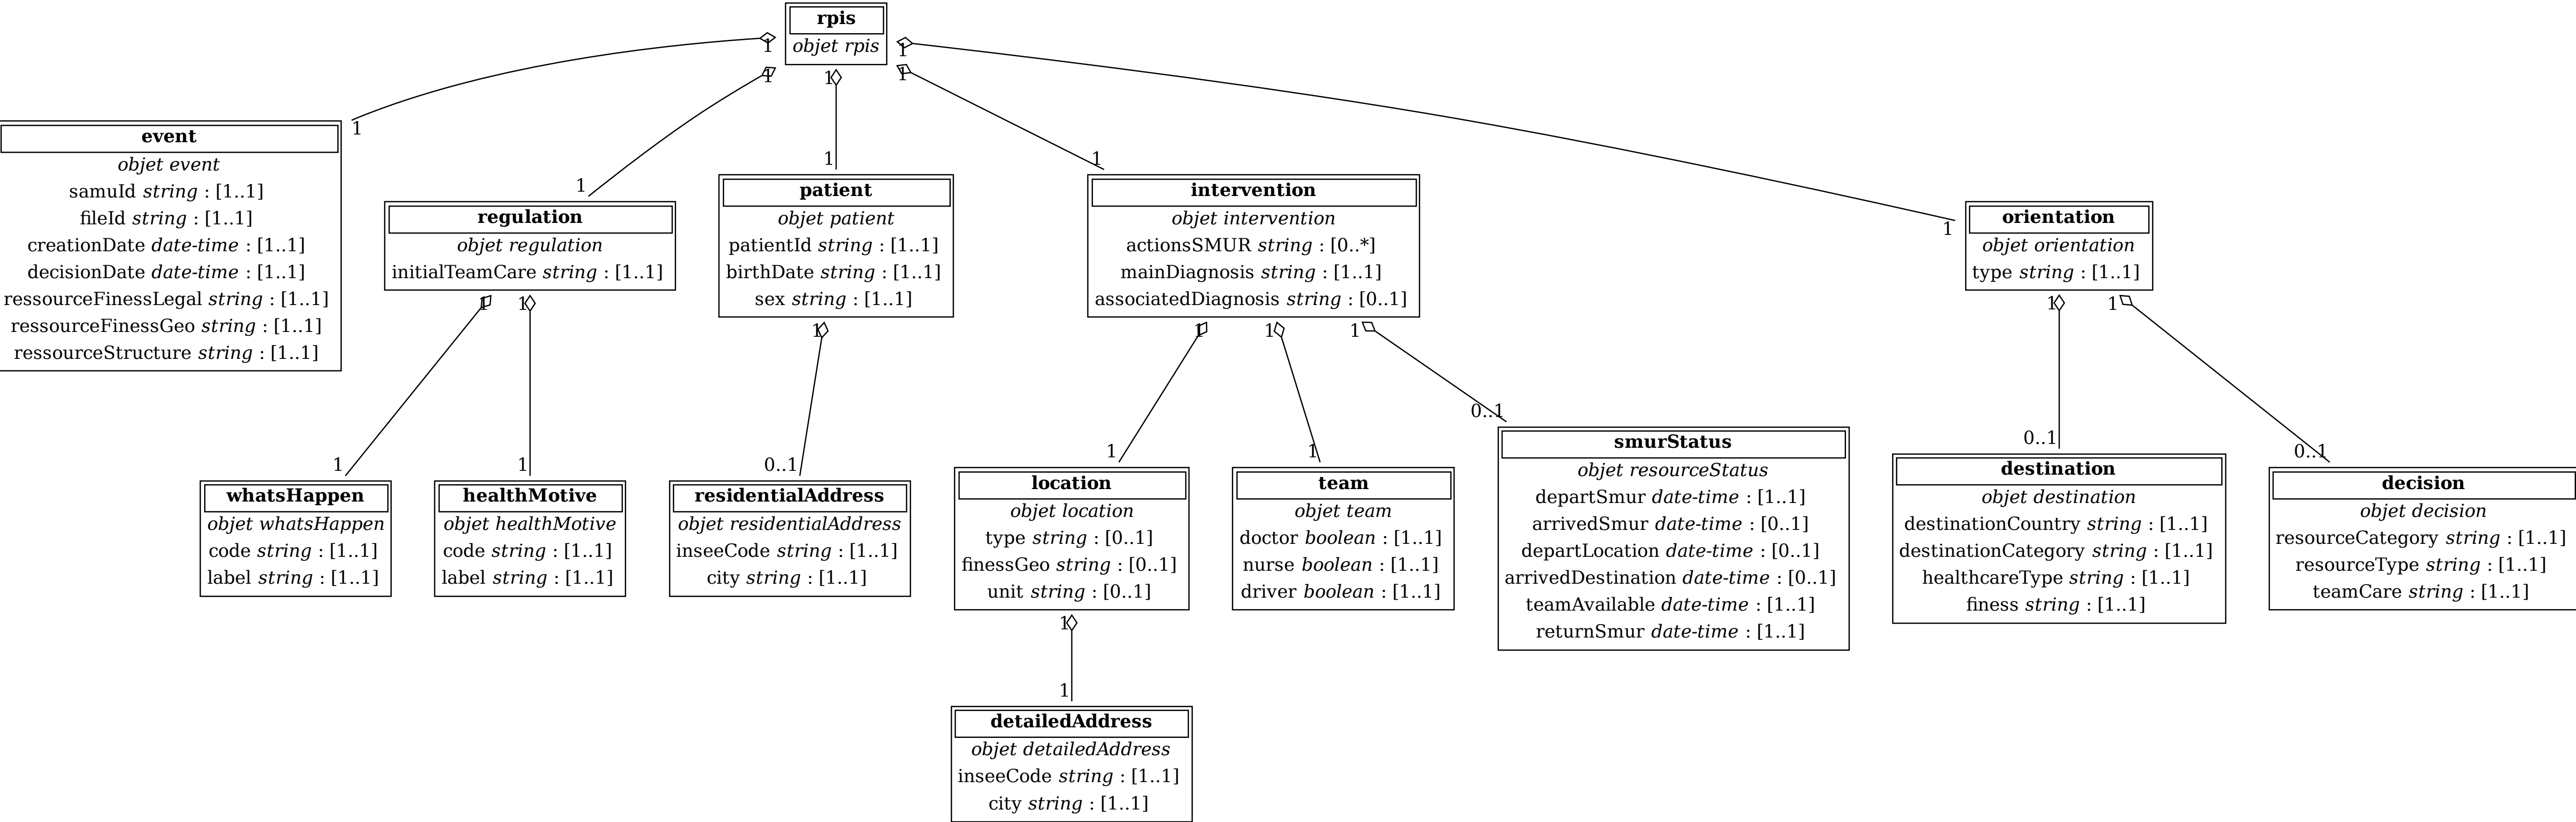 rpis
objet rpis
1
1
1
1
1
1
event
objet event
samuId string : [1..1]
fileId string : [1..1]
creationDate date-time : [1..1]
decisionDate date-time : [1..1]
ressourceFinessLegal string : [1..1]
ressourceFinessGeo string : [1..1]
ressourceStructure string : [1..1]
1
regulation
objet regulation
initialTeamCare string : [1..1]
1
1
1
patient
objet patient
patientId string : [1..1]
birthDate string : [1..1]
sex string : [1..1]
1
1
intervention
objet intervention
actionsSMUR string : [0..*]
mainDiagnosis string : [1..1]
associatedDiagnosis string : [0..1]
1
1
1
1
orientation
objet orientation
type string : [1..1]
1
1
1
whatsHappen
objet whatsHappen
code string : [1..1]
label string : [1..1]
1
healthMotive
objet healthMotive
code string : [1..1]
label string : [1..1]
0..1
residentialAddress
objet residentialAddress
inseeCode string : [1..1]
city string : [1..1]
1
location
objet location
type string : [0..1]
finessGeo string : [0..1]
unit string : [0..1]
1
1
team
objet team
doctor boolean : [1..1]
nurse boolean : [1..1]
driver boolean : [1..1]
0..1
smurStatus
objet resourceStatus
departSmur date-time : [1..1]
arrivedSmur date-time : [0..1]
departLocation date-time : [0..1]
arrivedDestination date-time : [0..1]
teamAvailable date-time : [1..1]
returnSmur date-time : [1..1]
0..1
destination
objet destination
destinationCountry string : [1..1]
destinationCategory string : [1..1]
healthcareType string : [1..1]
finess string : [1..1]
0..1
decision
objet decision
resourceCategory string : [1..1]
resourceType string : [1..1]
teamCare string : [1..1]
1
detailedAddress
objet detailedAddress
inseeCode string : [1..1]
city string : [1..1]